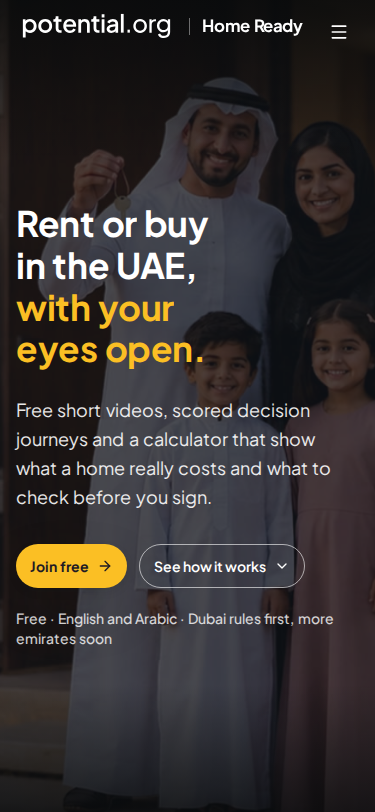 potential.org | Home Ready
Rent or buy
in the UAE,
with your
eyes open.
Free short videos, scored decision
journeys and a calculator that show
what a home really costs and what to
check before you sign.
Join free → See how it works
Free · English and Arabic · Dubai rules first, more
emirates soon